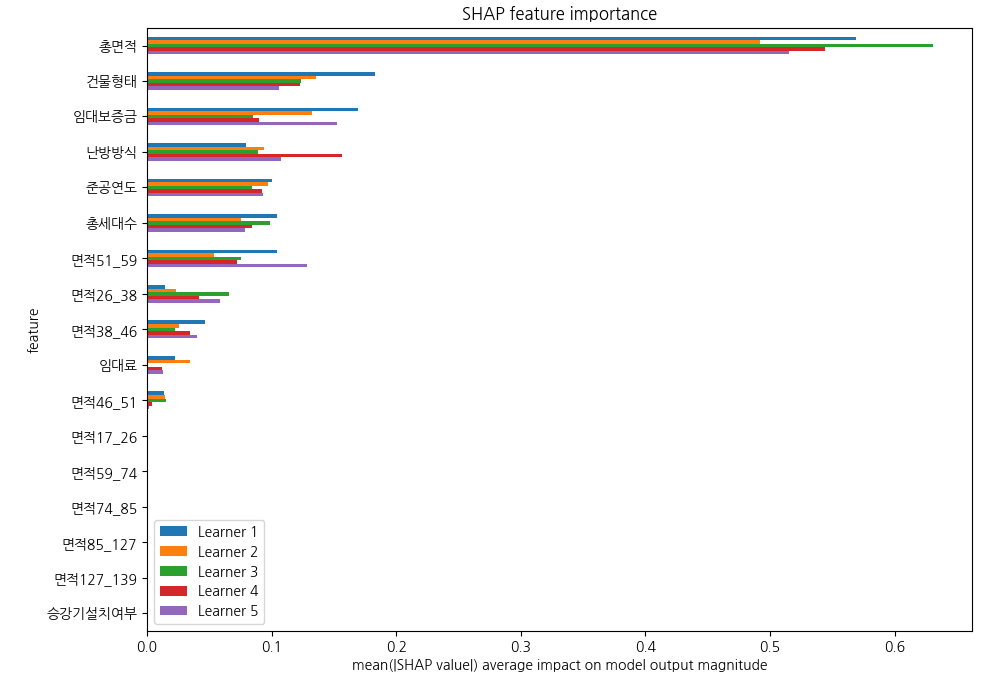 SHAP feature importance
총면적
건물형태
임대보증금
난방방식
준공연도
총세대수
면적51_59
면적26_38
면적38_46
임대료
면적46_51
면적17_26
면적59_74
면적74_85
면적85_127
면적127_139
승강기설치여부
feature
Learner 1
Learner 2
Learner 3
Learner 4
Learner 5
0.0 0.1 0.2 0.3 0.4 0.5 0.6
mean(|SHAP value|) average impact on model output magnitude